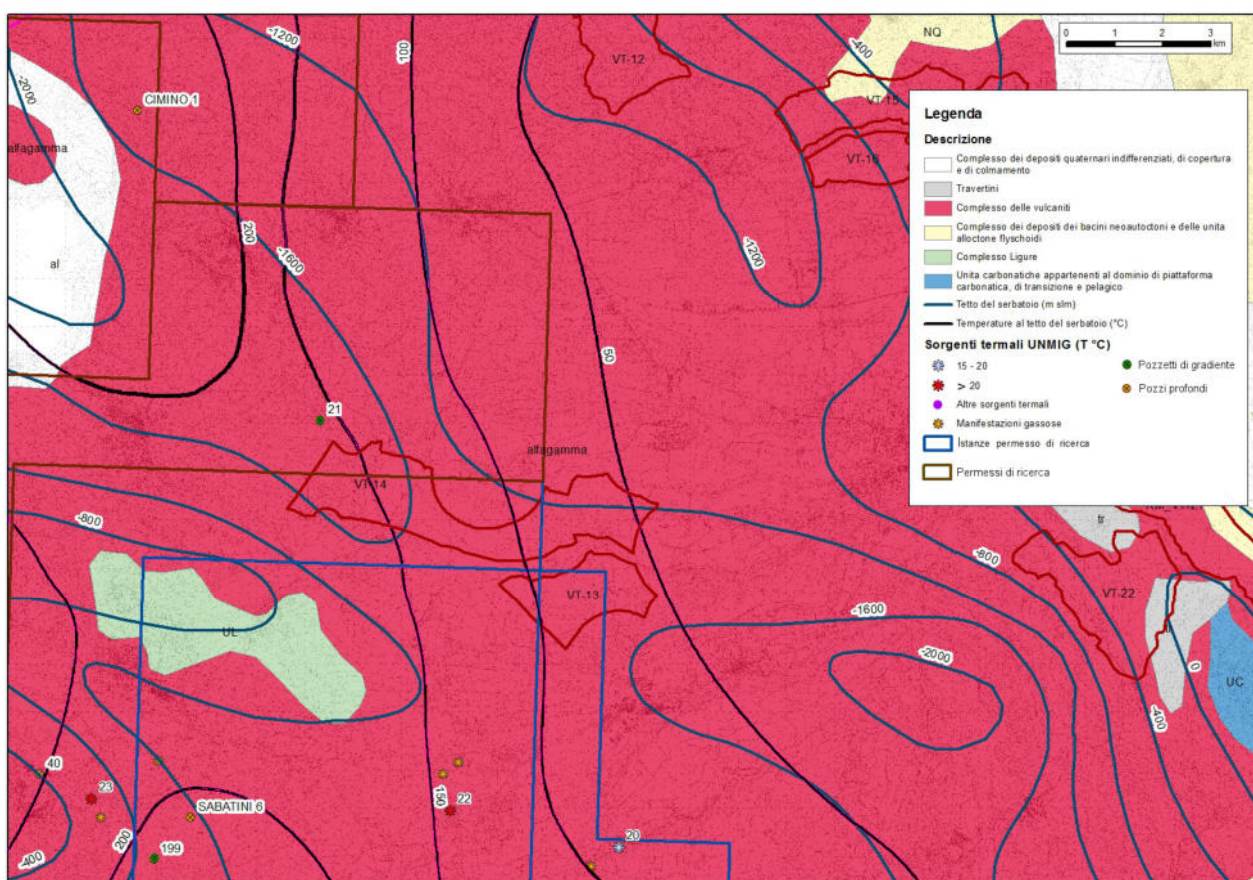 -1200
100
-400
NQ
0 1 2 3
km
VT-12
-2000
CIMINO 1
VT-15
alfagamma
VT-16
Legenda
Descrizione
Complesso dei depositi quaternari indifferenziati, di copertura
e di colmamento
Travertini
Complesso delle vulcaniti
Complesso dei depositi dei bacini neoautoctoni e delle unita
alloctone flyschoidi
Complesso Ligure
Unita carbonatiche appartenenti al dominio di piattaforma
carbonatica, di transizione e pelagico
Tetto del serbatoio (m slm)
Temperature al tetto del serbatoio (°C)
Sorgenti termali UNMIG (T °C)
15 - 20
> 20
Altre sorgenti termali
Manifestazioni gassose
Istanze permesso di ricerca
Permessi di ricerca
Pozzetti di gradiente
Pozzi profondi
200
-1600
-1200
al
50
21
alfagamma
VT-14
-800
tr
-800
VT-13
VT-22
-1600
UL
-2000
0
UC
-400
40
23
150
22
SABATINI 6
200
199
20
-400